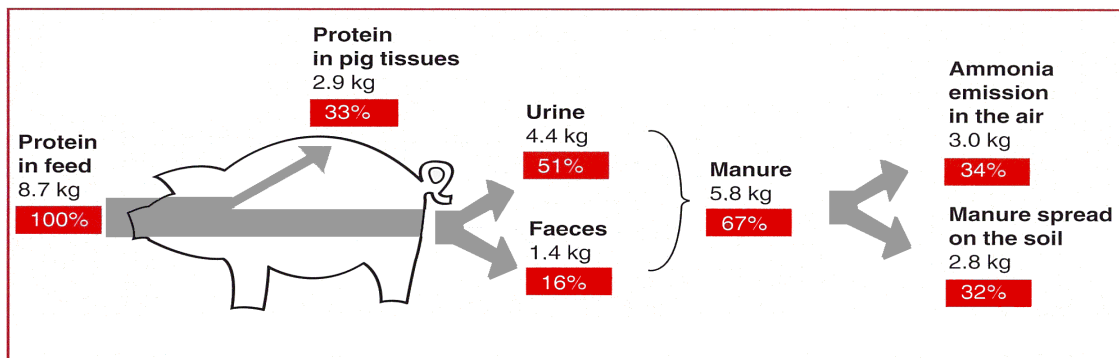 Protein
in feed
8.7 kg
100%
Protein
in pig tissues
2.9 kg
33%
Urine
4.4 kg
51%
Faeces
1.4 kg
16%
Manure
5.8 kg
67%
Ammonia
emission
in the air
3.0 kg
34%
Manure spread
on the soil
2.8 kg
32%